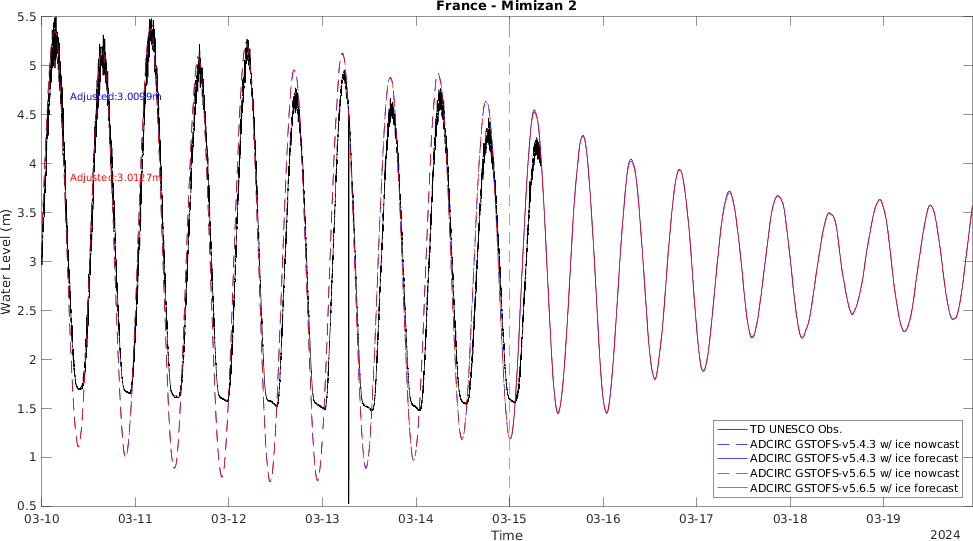 France - Mimizan 2
5.5
5
4.5
4
3.5
3
2.5
2
1.5
1
0.5
Water Level (m)
Adjusted:3.0099m
Adjusted:3.0127m
TD UNESCO Obs.
ADCIRC GSTOFS-v5.4.3 w/ ice nowcast
ADCIRC GSTOFS-v5.4.3 w/ ice forecast
ADCIRC GSTOFS-v5.6.5 w/ ice nowcast
ADCIRC GSTOFS-v5.6.5 w/ ice forecast
03-10 03-11 03-12 03-13 03-14 03-15 03-16 03-17 03-18 03-19
Time
2024